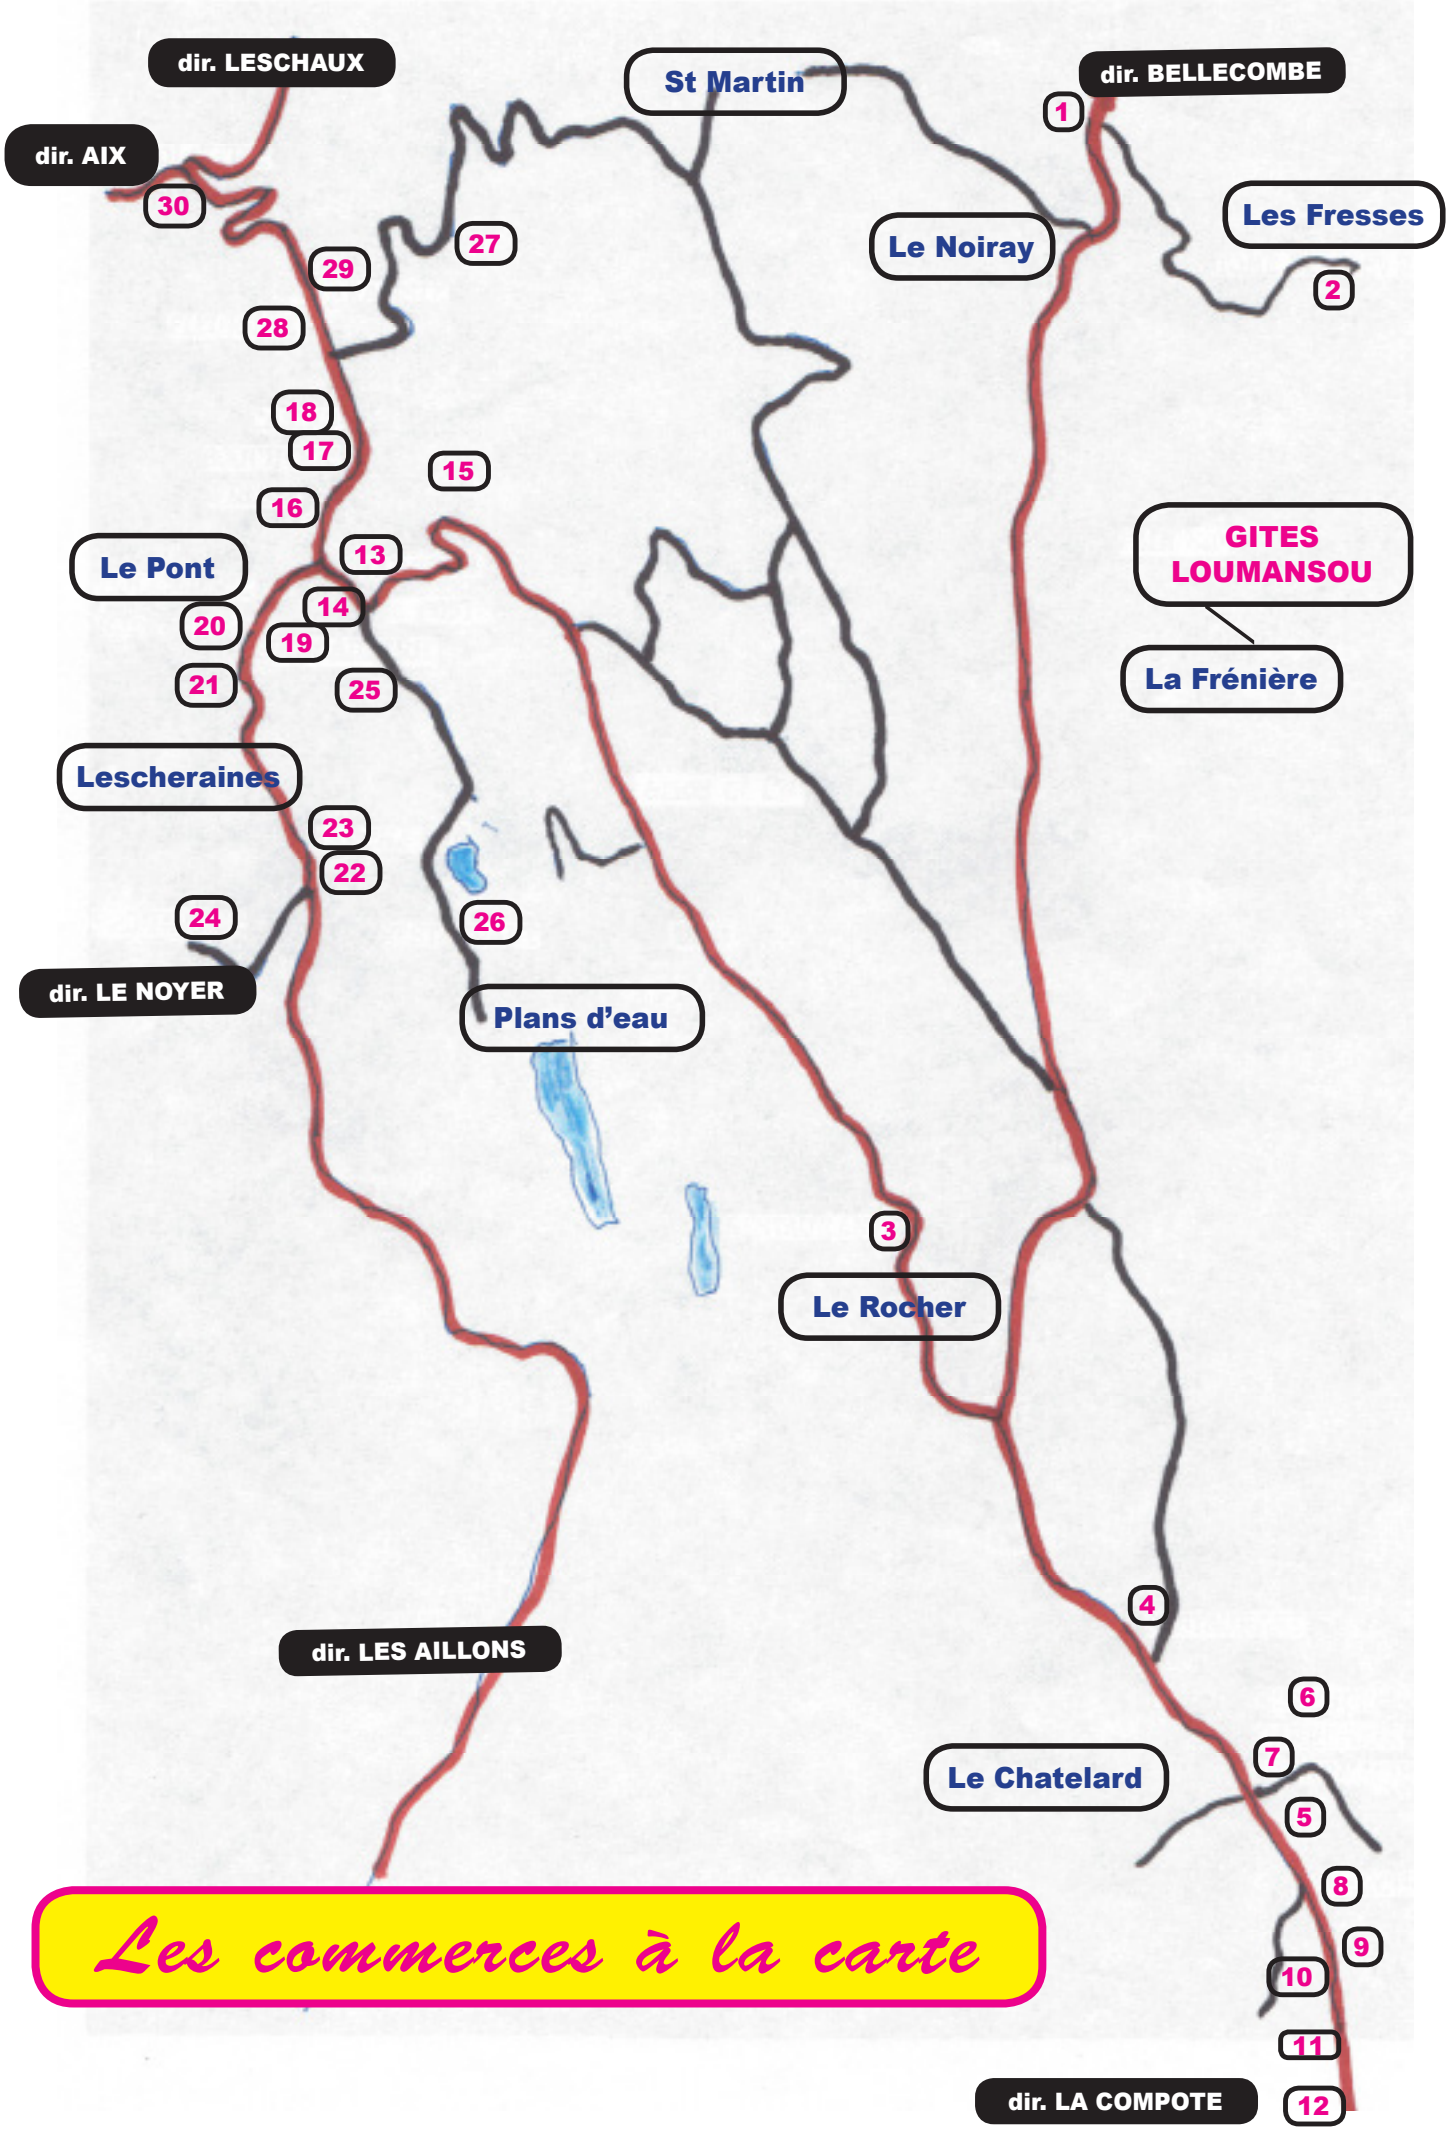 dir. LESCHAUX
St Martin
dir. BELLECOMBE
1
dir. AIX
30
Les Fresses
27
Le Noiray
29
2
28
18
17
15
16
GITES
LOUMANSOU
13
Le Pont
14
20
19
La Frénière
21
25
Lescheraines
23
22
24
26
dir. LE NOYER
Plans d’eau
3
Le Rocher
4
dir. LES AILLONS
6
7
Le Chatelard
5
8
Les commerces à la carte
9
10
11
dir. LA COMPOTE
12